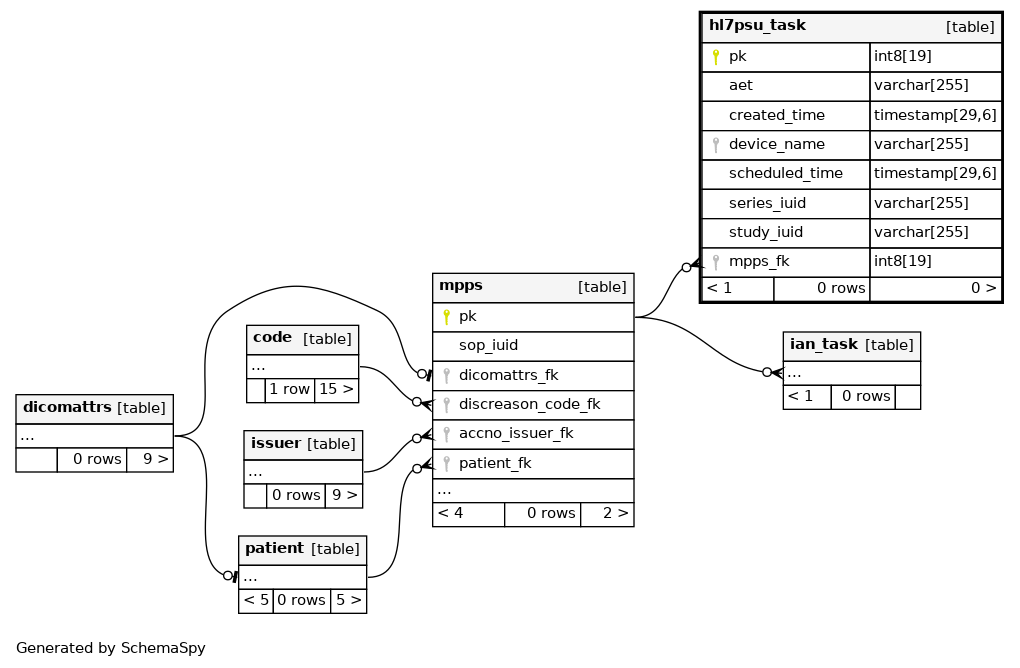 hl7psu_task [table]
pk int8[19]
aet varchar[255]
created_time timestamp[29,6]
device_name varchar[255]
scheduled_time timestamp[29,6]
series_iuid varchar[255]
study_iuid varchar[255]
mpps_fk int8[19]
< 1 0 rows 0 >
mpps [table]
pk
sop_iuid
dicomattrs_fk
discreason_code_fk
accno_issuer_fk
patient_fk
...
< 4 0 rows 2 >
ian_task [table]
...
< 1 0 rows
code [table]
...
1 row 15 >
dicomattrs [table]
...
0 rows 9 >
issuer [table]
...
0 rows 9 >
patient [table]
...
< 5 0 rows 5 >
Generated by SchemaSpy